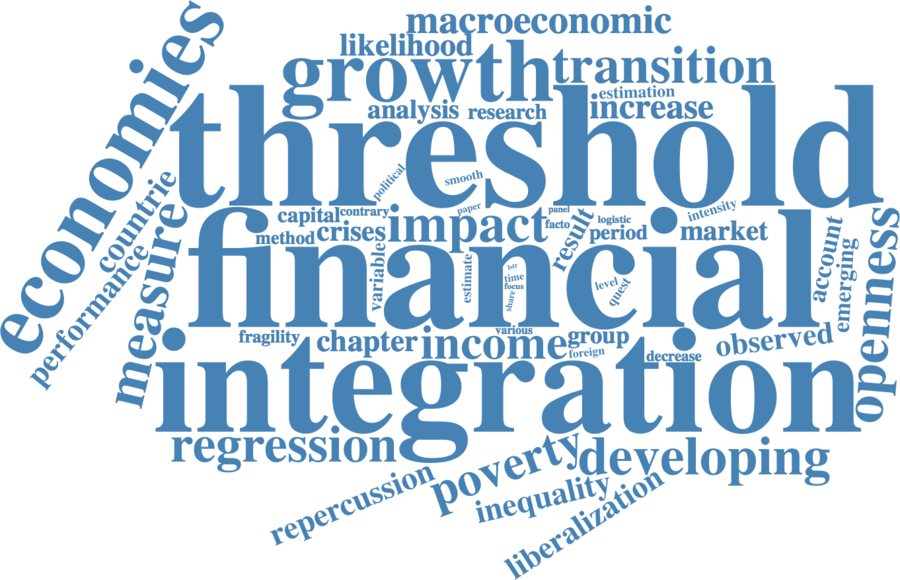 macroeconomic
likelihood
growth
transition
estimation
analysis
research
increase
economies
threshold
political
smooth
countrie
performance
measure
capital
contrary
paper
impact
panel
facto
logistic
intensity
method
crises
result
period
market
account
emerging
openness
financial
variable
estimate
btr
time
focus
share
level
quest
various
fragility
chapter
income
group
foreign
decrease
observed
integration
regression
poverty
developing
repercussion
inequality
liberalization